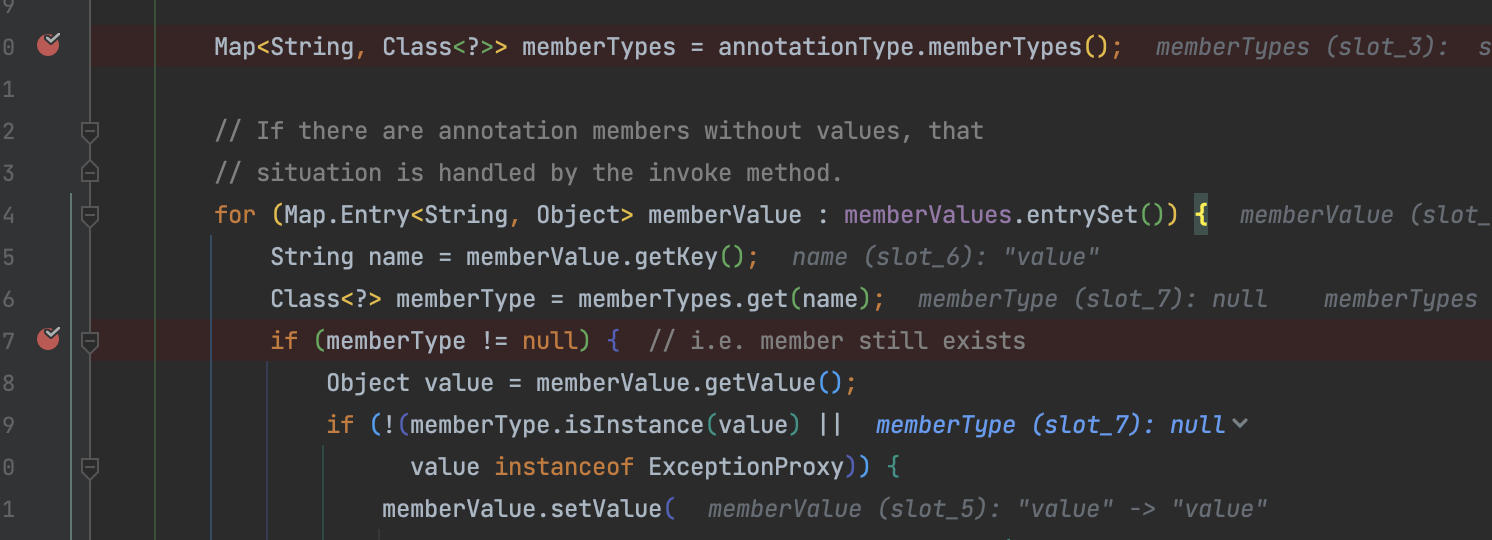 9
0 Map<String, Class<?>> memberTypes = annotationType.memberTypes(); memberTypes (slot_3): s
1
2 // If there are annotation members without values, that
3 // situation is handled by the invoke method.
4 for (Map.Entry<String, Object> memberValue : memberValues.entrySet()) { memberValue (slot_
5 String name = memberValue.getKey(); name (slot_6): "value"
6 Class<?> memberType = memberTypes.get(name); memberType (slot_7): null memberTypes
7 if (memberType != null) { // i.e. member still exists
8 Object value = memberValue.getValue();
9 if (!(memberType.isInstance(value) || memberType (slot_7): null
0 value instanceof ExceptionProxy)) {
1 memberValue.setValue( memberValue (slot_5): "value" -> "value"